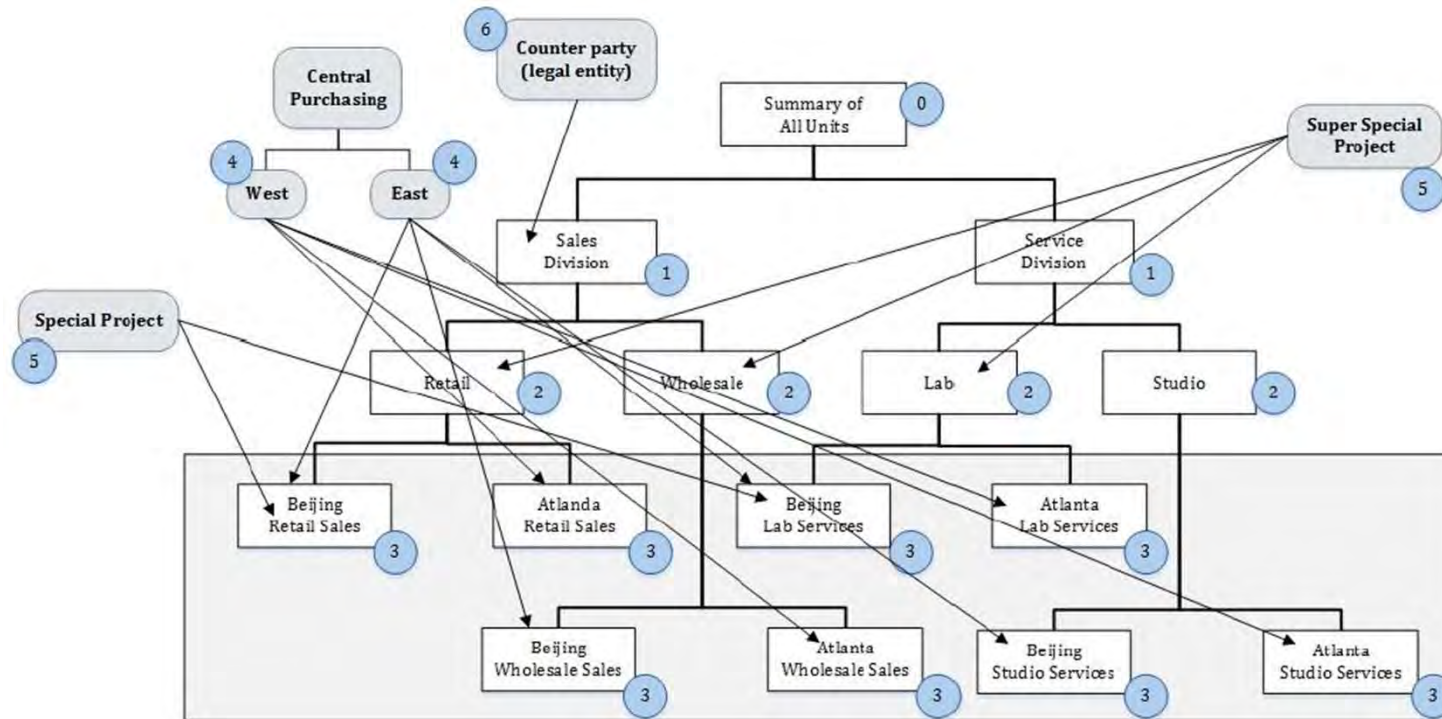 6
Counter party
(legal entity)
Central
Purchasing
Summary of
All Units
0
Super Special
Project
5
4
West
East
4
Sales
Division
1
Service
Division
1
Special Project
5
Retail
2
Wholesale
2
Lab
2
Studio
2
Beijing
Retail Sales
3
Atlanda
Retail Sales
3
Beijing
Lab Services
3
Atlanta
Lab Services
3
Beijing
Wholesale Sales
3
Atlanta
Wholesale Sales
3
Beijing
Studio Services
3
Atlanta
Studio Services
3